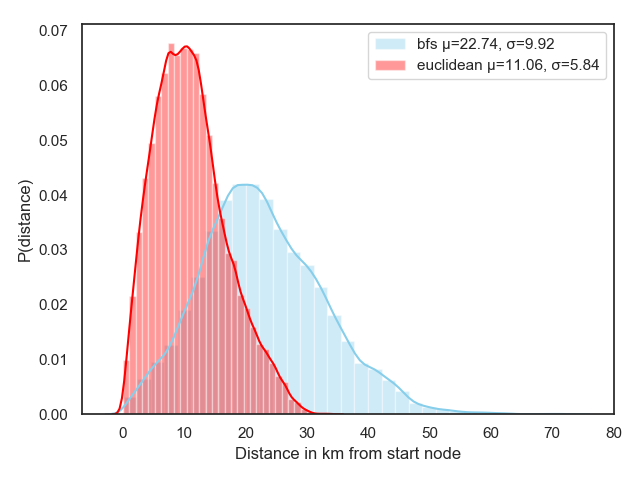 0.07
0.06
0.05
0.04
0.03
0.02
0.01
0.00
P(distance)
bfs μ=22.74, σ=9.92
euclidean μ=11.06, σ=5.84
0 10 20 30 40 50 60 70 80
Distance in km from start node